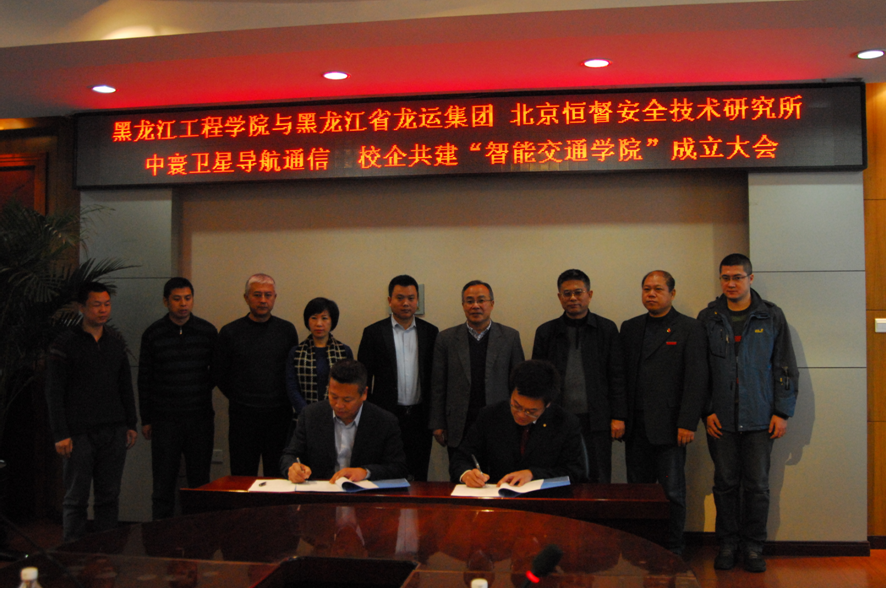 黑龙江工程学院与黑龙江省龙运集团 北京恒督安全技术研究所
中寰卫星导航通信 校企共建“智能交通学院”成立大会